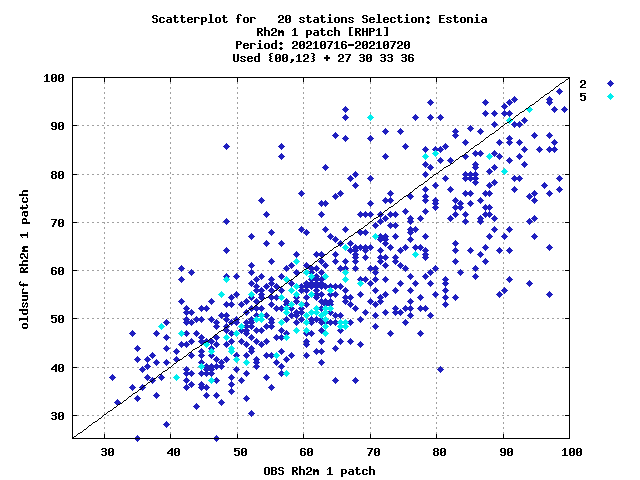 Scatterplot for   20 stations Selection: Estonia
Rh2m 1 patch [RHP1]
Period: 20210716-20210720
Used {00,12} + 27 30 33 36
2
5
100
90
80
70
60
50
40
30
oldsurf Rh2m 1 patch
30 40 50 60 70 80 90 100
OBS Rh2m 1 patch